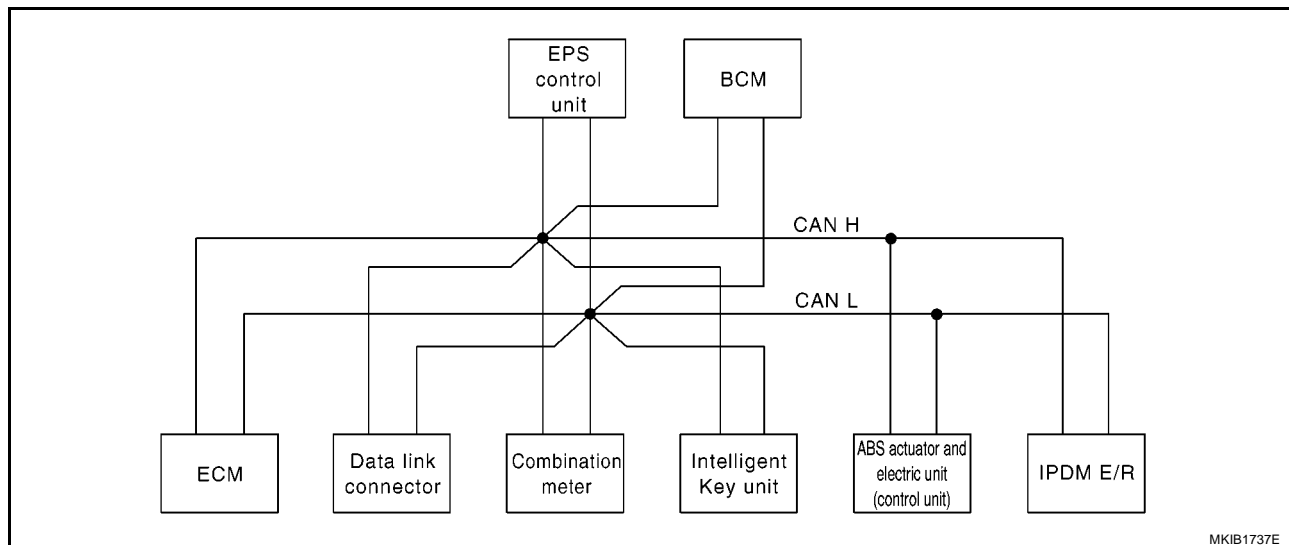 EPS
control
unit
BCM
CAN H
CAN L
ECM
Data link
connector
Combination
meter
Intelligent
Key unit
ABS actuator and
electric unit
(control unit)
IPDM E/R
MKIB1737E